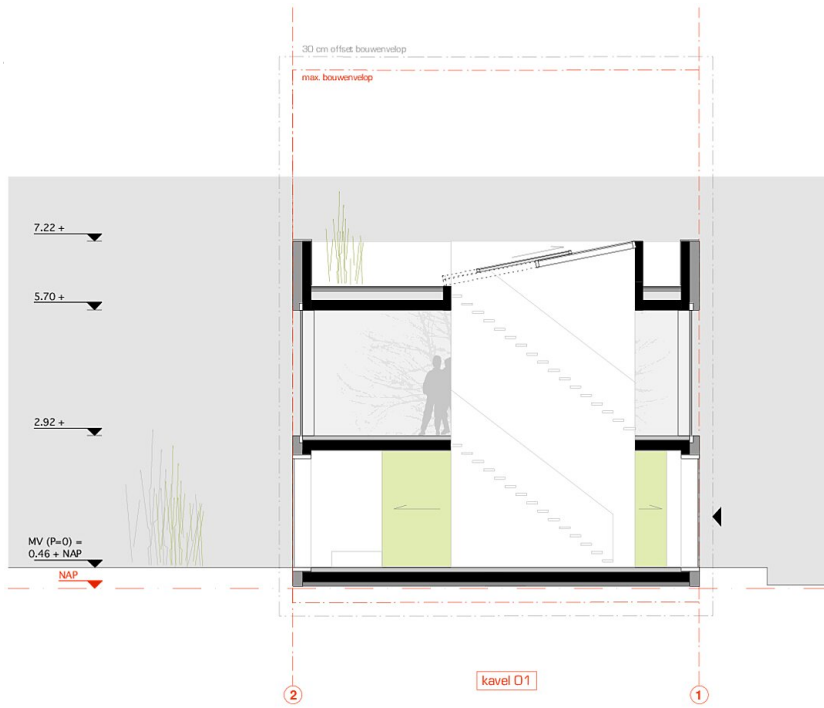 30 cm offset bouwenvelop
max. bouwenvelop
7.22 +
5.70 +
2.92 +
MV (P=0) =
0.46 + NAP
NAP
kavel 01
2
1